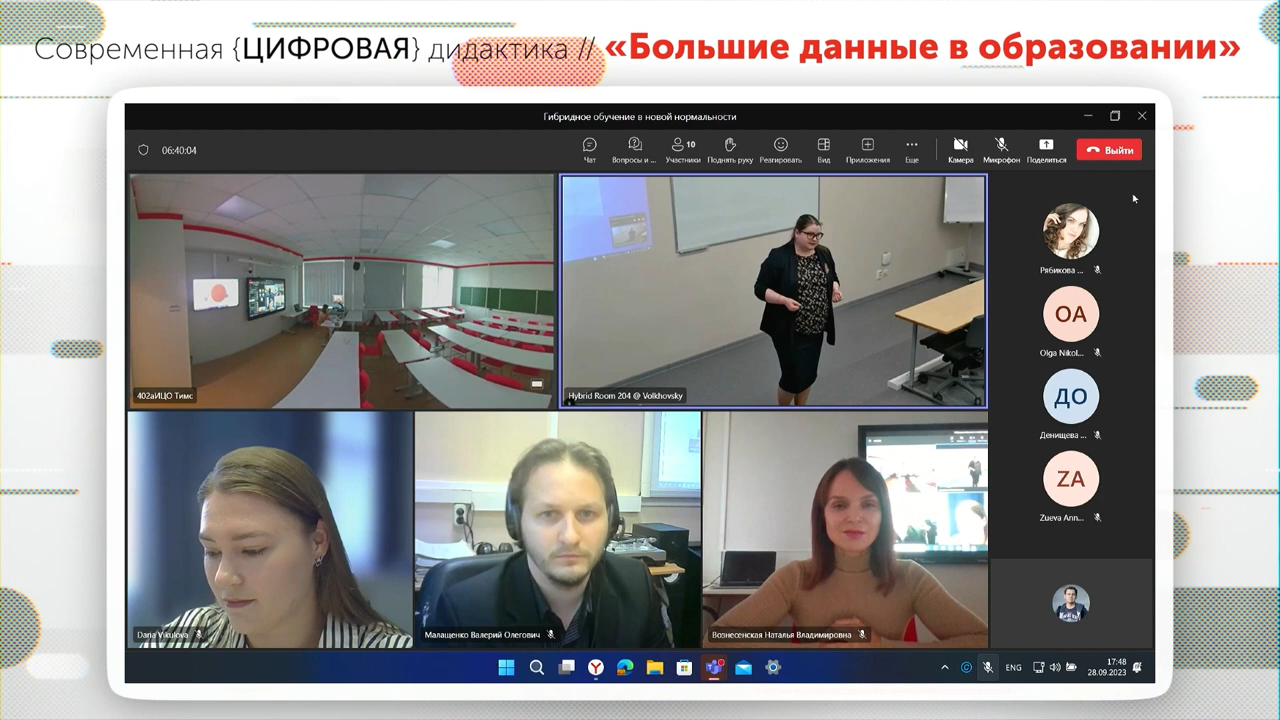 Современная {ЦИФРОВАЯ} дидактика // «Большие данные в образовании»
Гибридное обучение в новой нормальности
06:40:04
Чат
Вопросы и ...
10
Участники
Поднять руку
Реагировать
Вид
Приложения
Еще
Камера
Микрофон
Поделиться
Выйти
402аИЦО Тимс
Hybrid Room 204 @ Volkhovsky
Рябикова ...
OA
Olga Nikol...
ДО
Денищева ...
ZA
Zueva Ann...
Daria Vikulova
Малащенко Валерий Олегович
Вознесенская Наталья Владимировна
ENG
17:48
28.09.2023